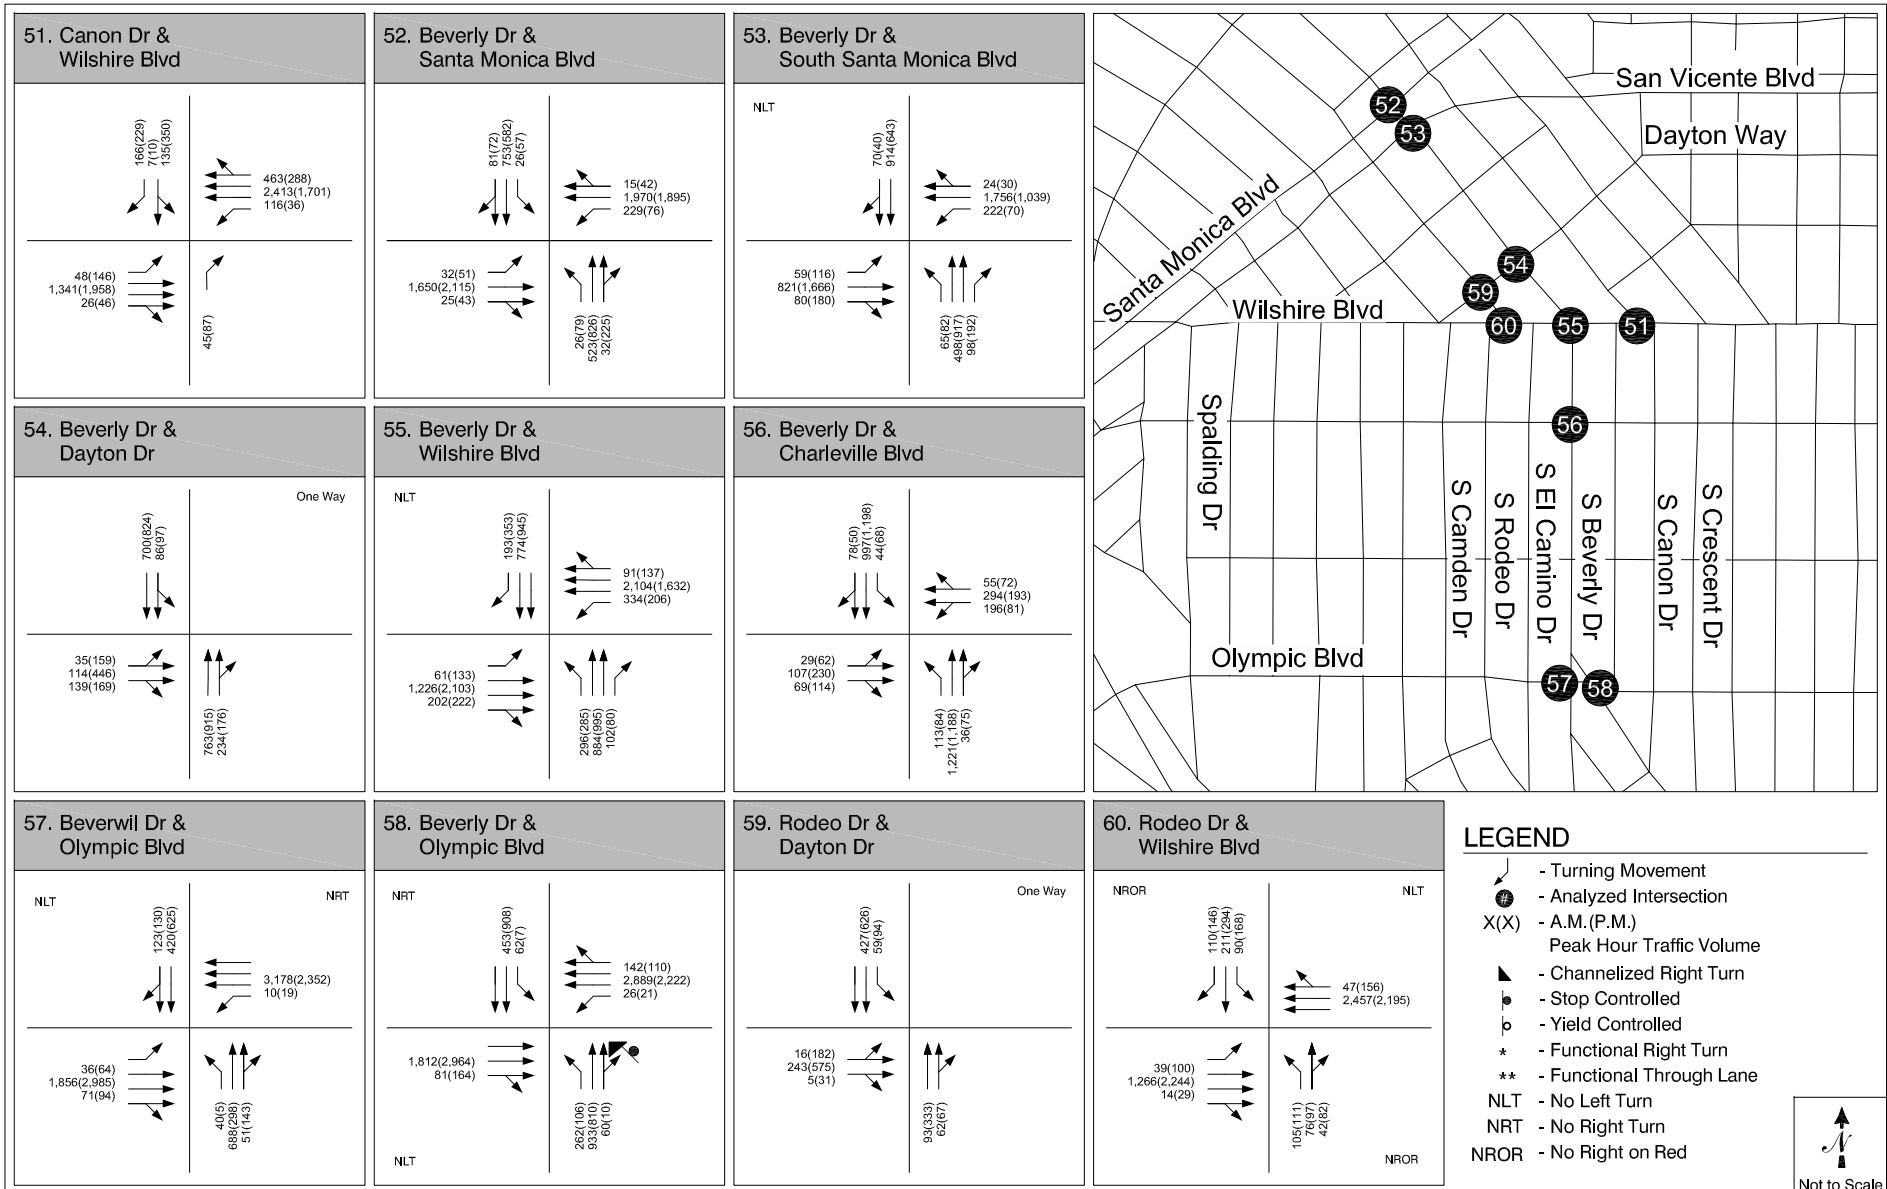 51. Canon Dr &
Wilshire Blvd
166(229)
7(10)
135(350)
463(288)
2,413(1,701)
116(36)
48(146)
1,341(1,958)
26(46)
45(87)
52. Beverly Dr &
Santa Monica Blvd
81(72)
753(582)
26(57)
15(42)
1,970(1,895)
229(76)
32(51)
1,650(2,115)
25(43)
26(79)
523(826)
32(225)
53. Beverly Dr &
South Santa Monica Blvd
NLT
70(40)
914(643)
24(30)
1,756(1,039)
222(70)
59(116)
821(1,666)
80(180)
65(82)
498(917)
98(192)
54. Beverly Dr &
Dayton Dr
One Way
700(824)
86(97)
35(159)
114(446)
139(169)
763(915)
234(176)
55. Beverly Dr &
Wilshire Blvd
NLT
193(353)
774(945)
91(137)
2,104(1,632)
334(206)
61(133)
1,226(2,103)
202(222)
296(285)
884(995)
102(80)
56. Beverly Dr &
Charleville Blvd
78(50)
997(1,198)
44(68)
55(72)
294(193)
196(81)
29(62)
107(230)
69(114)
113(84)
1,221(1,188)
36(75)
57. Beverwil Dr &
Olympic Blvd
NLT
NRT
123(130)
420(625)
3,178(2,352)
10(19)
36(64)
1,856(2,985)
71(94)
40(5)
688(298)
51(143)
58. Beverly Dr &
Olympic Blvd
NRT
453(908)
62(7)
142(110)
2,889(2,222)
26(21)
1,812(2,964)
81(164)
262(106)
933(810)
60(10)
NLT
59. Rodeo Dr &
Dayton Dr
One Way
427(626)
59(94)
16(182)
243(575)
5(31)
93(333)
62(67)
60. Rodeo Dr &
Wilshire Blvd
NROR
NLT
110(146)
211(294)
90(168)
47(156)
2,457(2,195)
39(100)
1,266(2,244)
14(29)
105(111)
76(97)
42(82)
NROR
San Vicente Blvd
Dayton Way
Santa Monica Blvd
Wilshire Blvd
52
53
54
59
60
55
51
56
57
58
Spalding Dr
S Camden Dr
S Rodeo Dr
S El Camino Dr
S Beverly Dr
S Canon Dr
S Crescent Dr
Olympic Blvd
LEGEND
- Turning Movement
# - Analyzed Intersection
X(X) - A.M.(P.M.)
Peak Hour Traffic Volume
- Channelized Right Turn
- Stop Controlled
- Yield Controlled
* - Functional Right Turn
** - Functional Through Lane
NLT - No Left Turn
NRT - No Right Turn
NROR - No Right on Red
N
Not to Scale